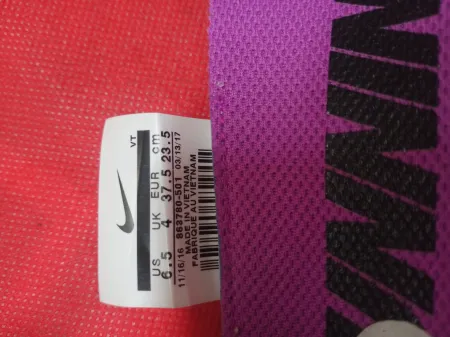 VT
US UK EUR cm
6.5 4 37.5 23.5
11/16/16 863780-501 03/13/17
MADE IN VIETNAM
FABRIQUE AU VIETNAM